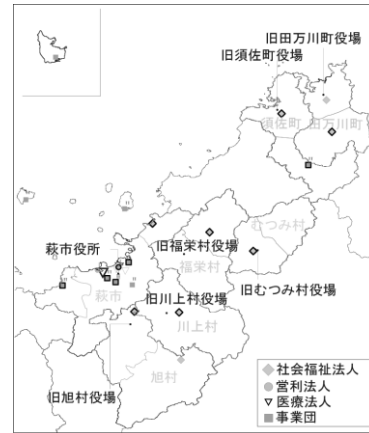 旧田万川町役場
旧須佐町役場
須佐町
田万川町
むつみ村
萩市役所
旧福栄村役場
福栄村
旧むつみ村役場
萩市
旧川上村役場
川上村
旭村
旧旭村役場
社会福祉法人
営利法人
医療法人
事業団